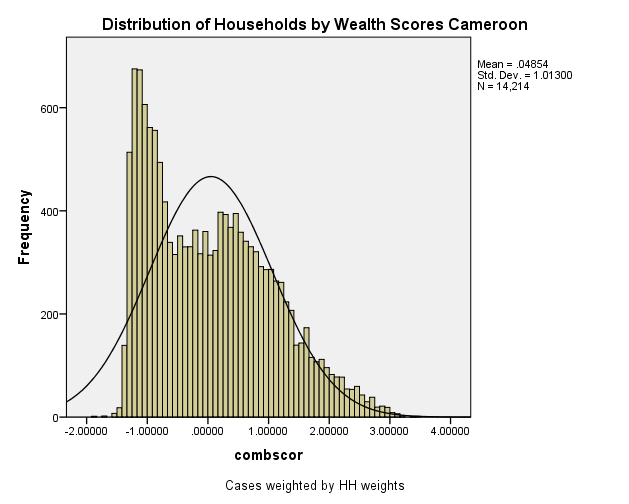 Distribution of Households by Wealth Scores Cameroon
Mean = .04854
Std. Dev. = 1.01300
N = 14,214
Frequency
600
400
200
0
-2.00000 -1.00000 .00000 1.00000 2.00000 3.00000 4.00000
combscor
Cases weighted by HH weights